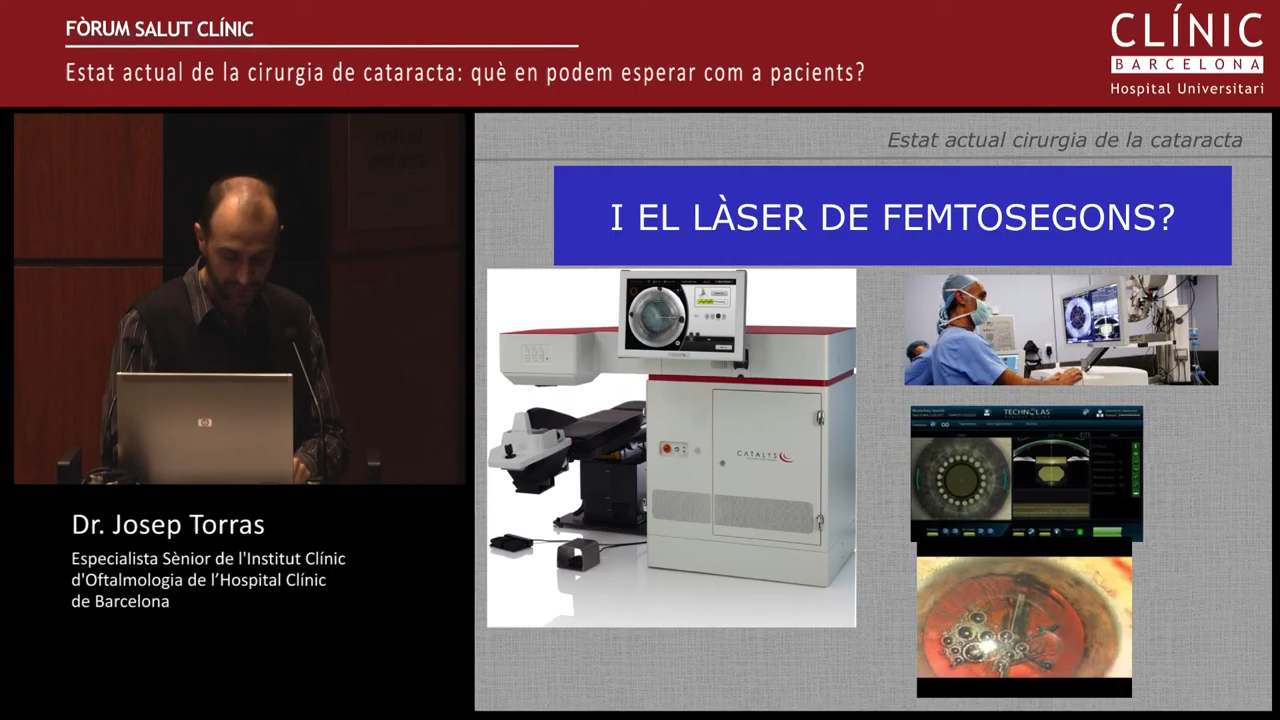 FÒRUM SALUT CLÍNIC
Estat actual de la cirurgia de cataracta: què en podem esperar com a pacients?
CLÍNIC
BARCELONA
Hospital Universitari
Estat actual cirurgia de la cataracta
I EL LÀSER DE FEMTOSEGONS?
CATALYS
TECHNOLAS
hp
Dr. Josep Torras
Especialista Sènior de l'Institut Clínic
d'Oftalmologia de l’Hospital Clínic
de Barcelona